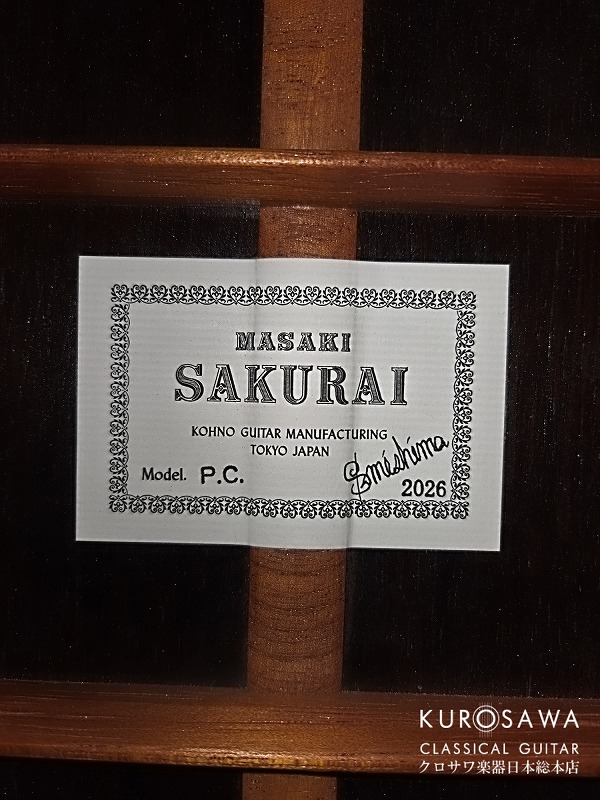 MASAKI
SAKURAI
KOHNO GUITAR MANUFACTURING
TOKYO JAPAN
Model. P.C.
2026
KUROSAWA
CLASSICAL GUITAR
クロサワ楽器日本総本店